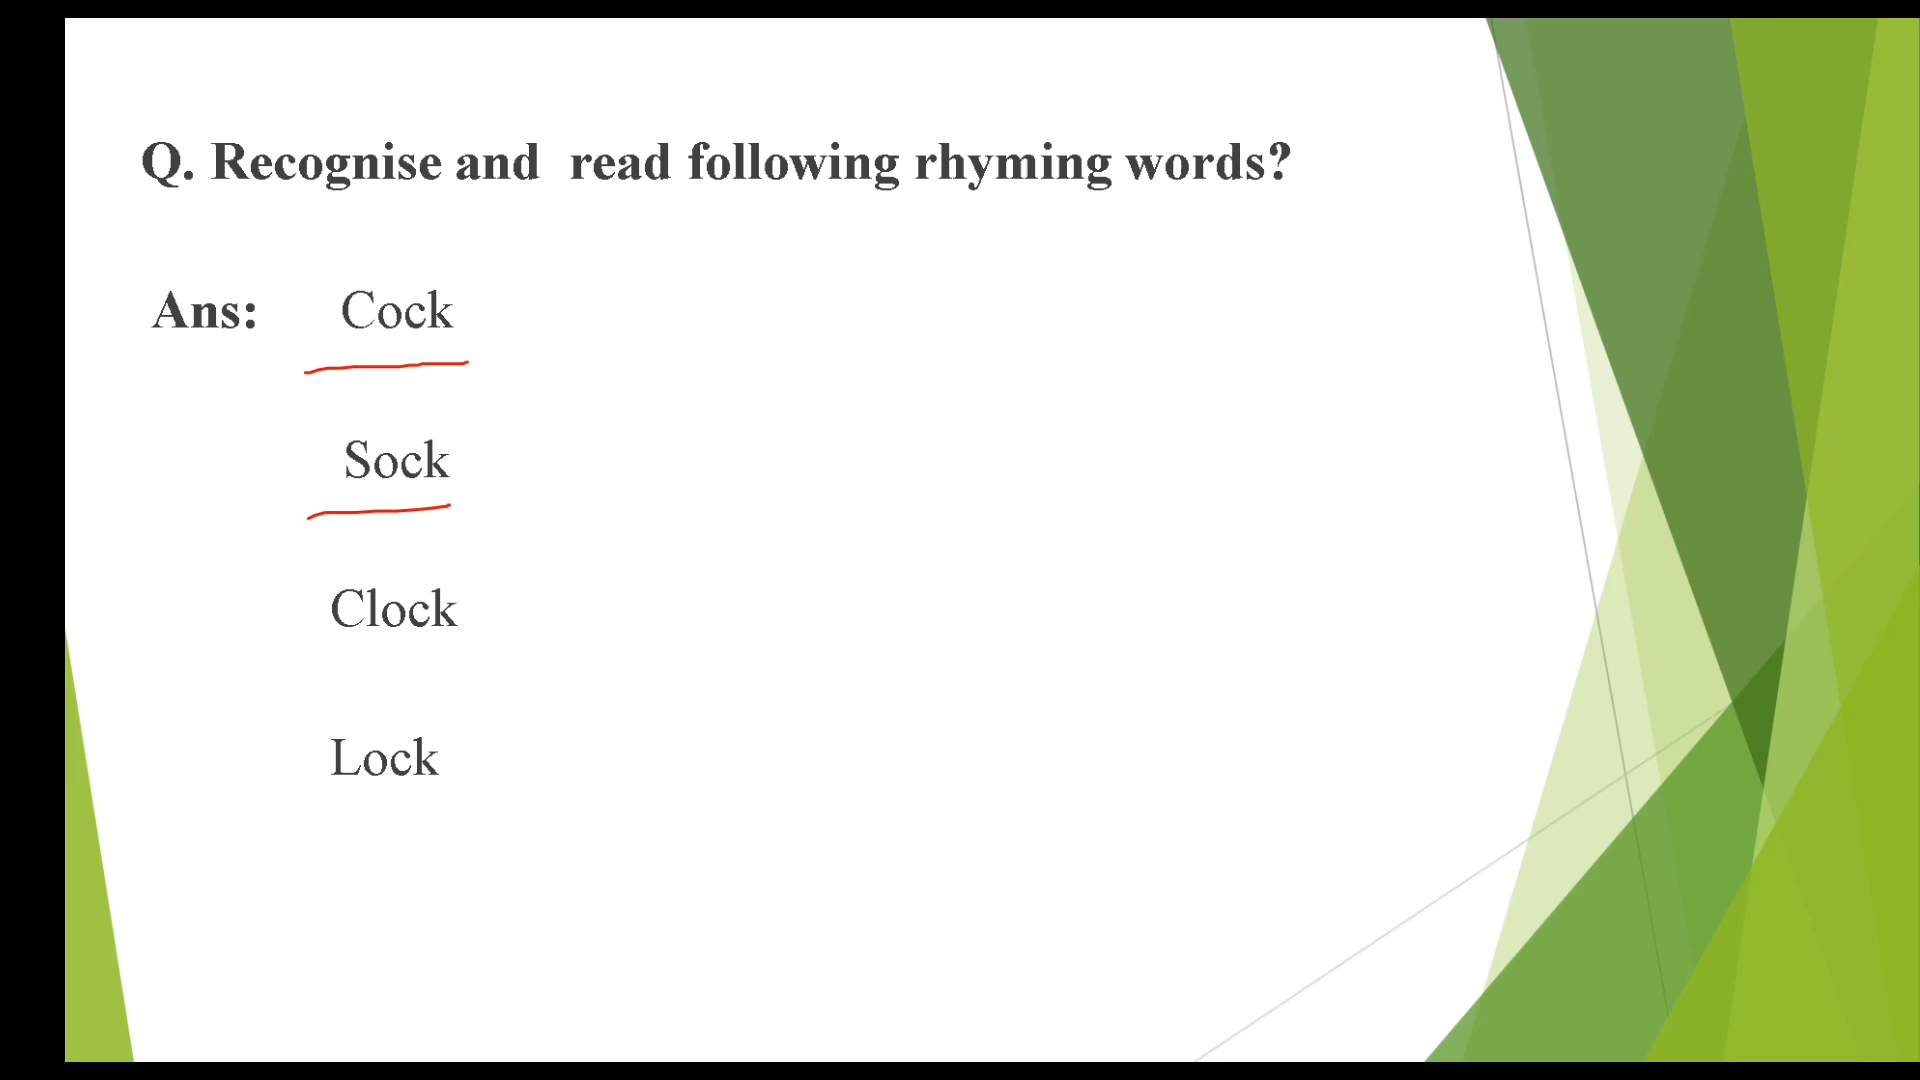 Q. Recognise and read following rhyming words?
Ans: Cock
Sock
Clock
Lock